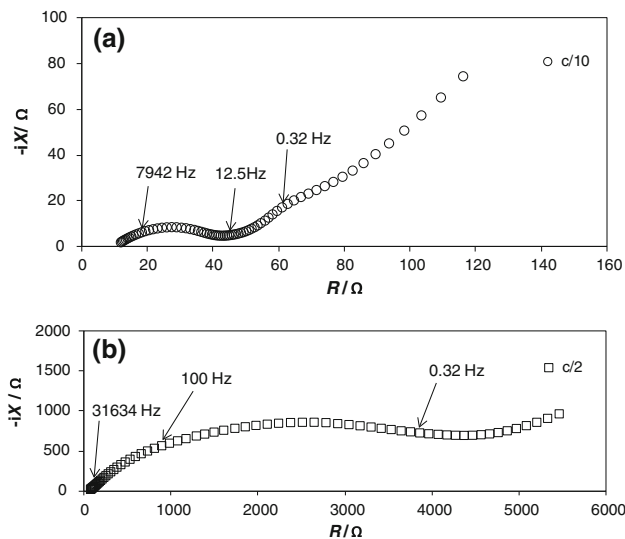 (a)
100
80
60
40
20
0
-iX/ Ω
c/10
0.32 Hz
7942 Hz
12.5Hz
0 20 40 60 80 100 120 140 160
R/ Ω
(b)
2000
1500
1000
500
0
-iX/ Ω
c/2
0.32 Hz
100 Hz
31634 Hz
0 1000 2000 3000 4000 5000 6000
R/ Ω